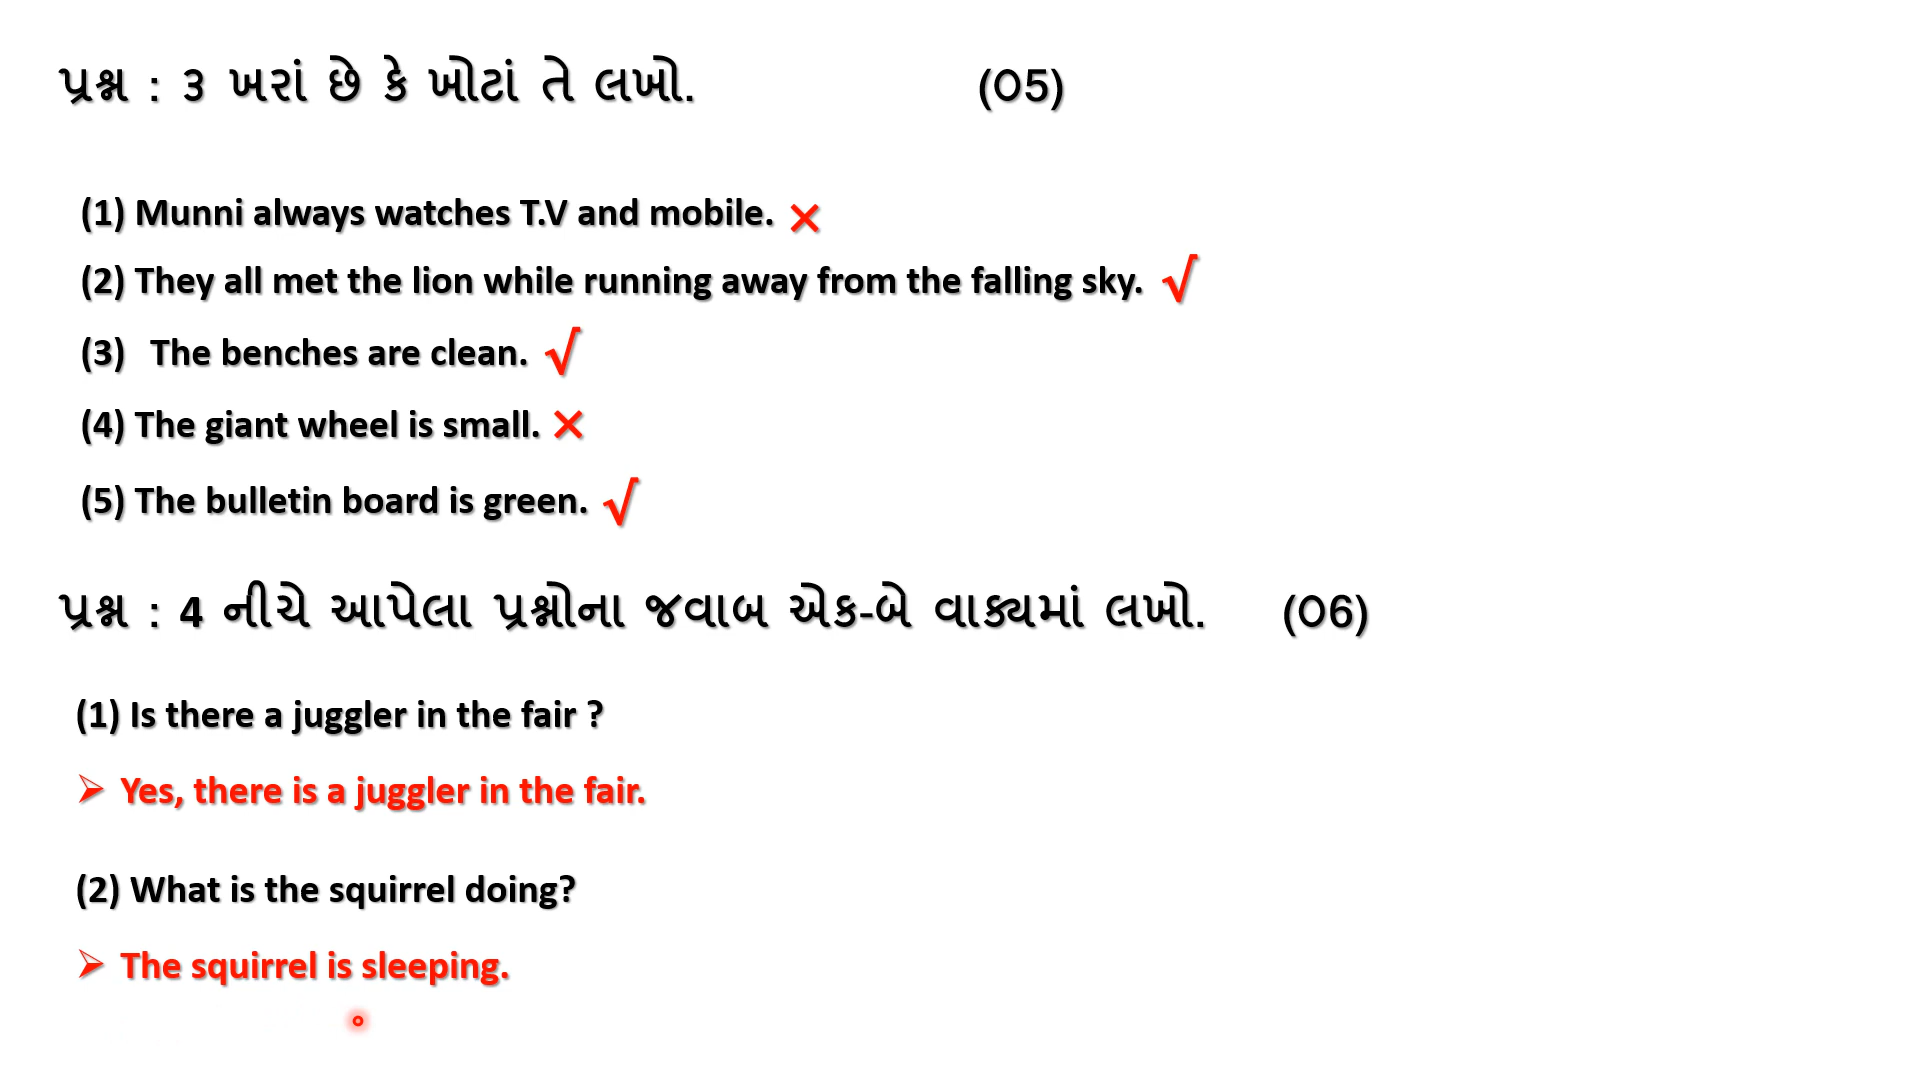 પ્રશ્ન : ૩ ખરાં છે કે ખોટાં તે લખો. (05)
(1) Munni always watches T.V and mobile. ×
(2) They all met the lion while running away from the falling sky. √
(3) The benches are clean. √
(4) The giant wheel is small. ×
(5) The bulletin board is green. √
પ્રશ્ન : 4 નીચે આપેલા પ્રશ્નોના જવાબ એક-બે વાક્યમાં લખો. (06)
(1) Is there a juggler in the fair ?
➢ Yes, there is a juggler in the fair.
(2) What is the squirrel doing?
➢ The squirrel is sleeping.